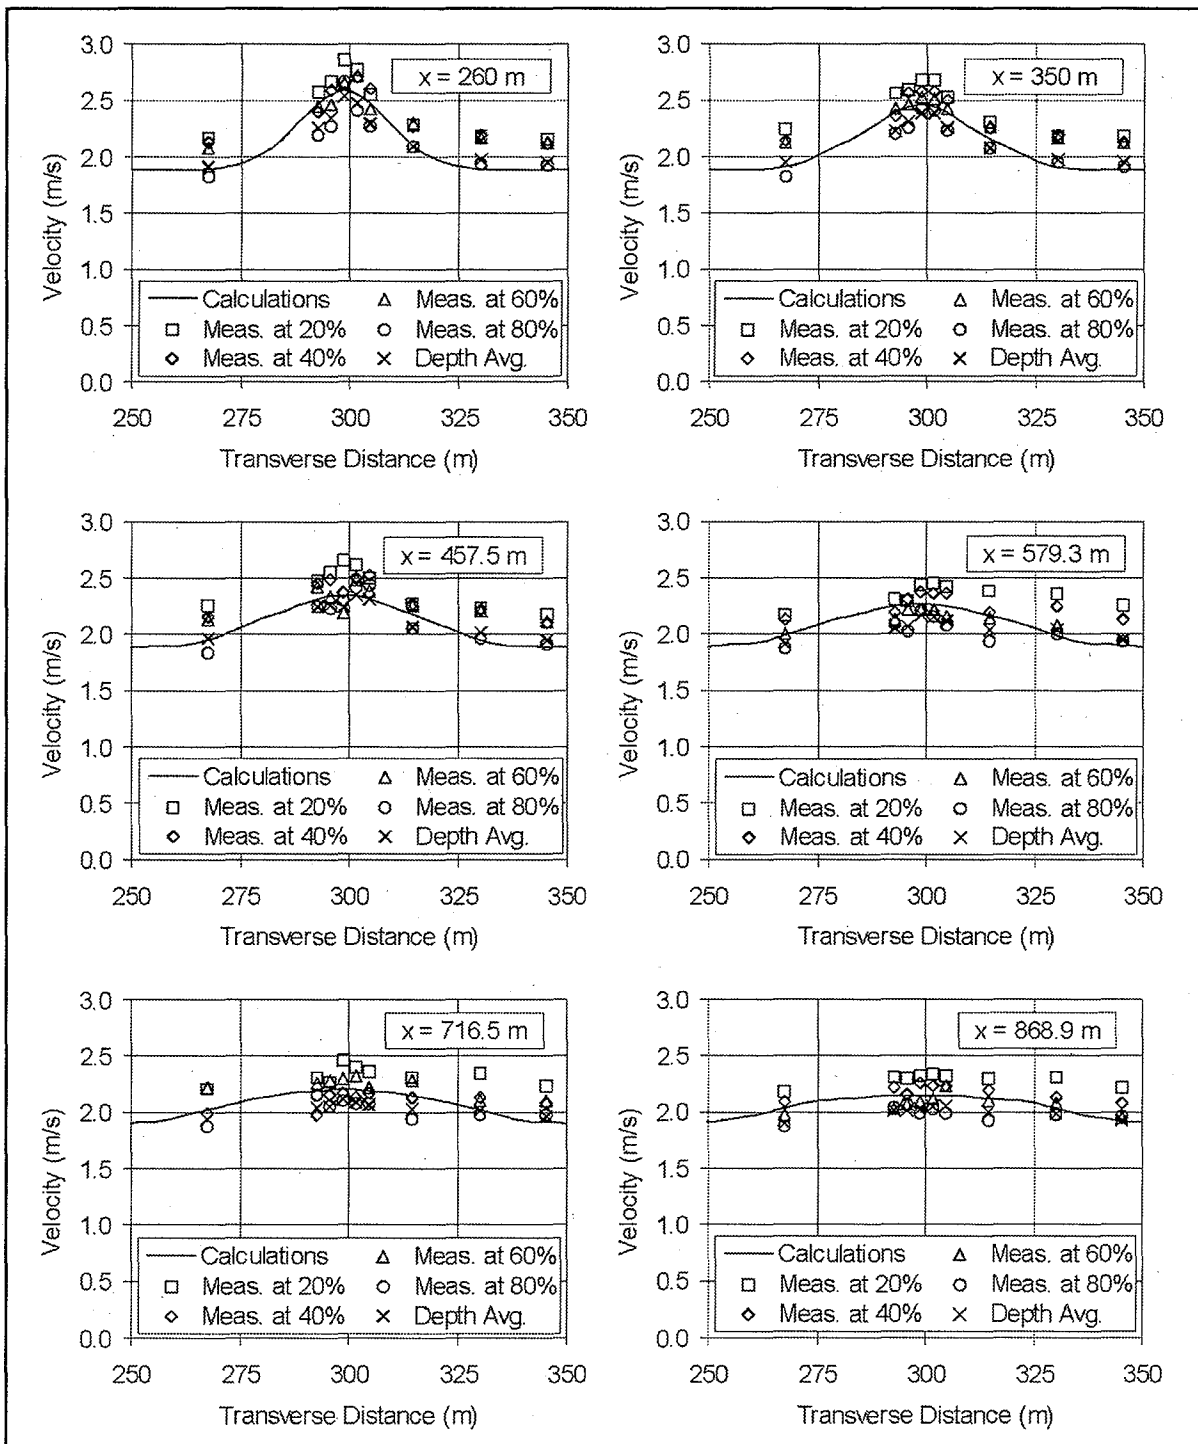 3.0
2.5
2.0
1.5
1.0
0.5
0.0
Velocity (m/s)
x = 260 m
Calculations
Meas. at 60%
Meas. at 20%
Meas. at 80%
Meas. at 40%
Depth Avg.
250 275 300 325 350
Transverse Distance (m)
3.0
2.5
2.0
1.5
1.0
0.5
0.0
Velocity (m/s)
x = 350 m
Calculations
Meas. at 60%
Meas. at 20%
Meas. at 80%
Meas. at 40%
Depth Avg.
250 275 300 325 350
Transverse Distance (m)
3.0
2.5
2.0
1.5
1.0
0.5
0.0
Velocity (m/s)
x = 457.5 m
Calculations
Meas. at 60%
Meas. at 20%
Meas. at 80%
Meas. at 40%
Depth Avg.
250 275 300 325 350
Transverse Distance (m)
3.0
2.5
2.0
1.5
1.0
0.5
0.0
Velocity (m/s)
x = 579.3 m
Calculations
Meas. at 60%
Meas. at 20%
Meas. at 80%
Meas. at 40%
Depth Avg.
250 275 300 325 350
Transverse Distance (m)
3.0
2.5
2.0
1.5
1.0
0.5
0.0
Velocity (m/s)
x = 716.5 m
Calculations
Meas. at 60%
Meas. at 20%
Meas. at 80%
Meas. at 40%
Depth Avg.
250 275 300 325 350
Transverse Distance (m)
3.0
2.5
2.0
1.5
1.0
0.5
0.0
Velocity (m/s)
x = 868.9 m
Calculations
Meas. at 60%
Meas. at 20%
Meas. at 80%
Meas. at 40%
Depth Avg.
250 275 300 325 350
Transverse Distance (m)